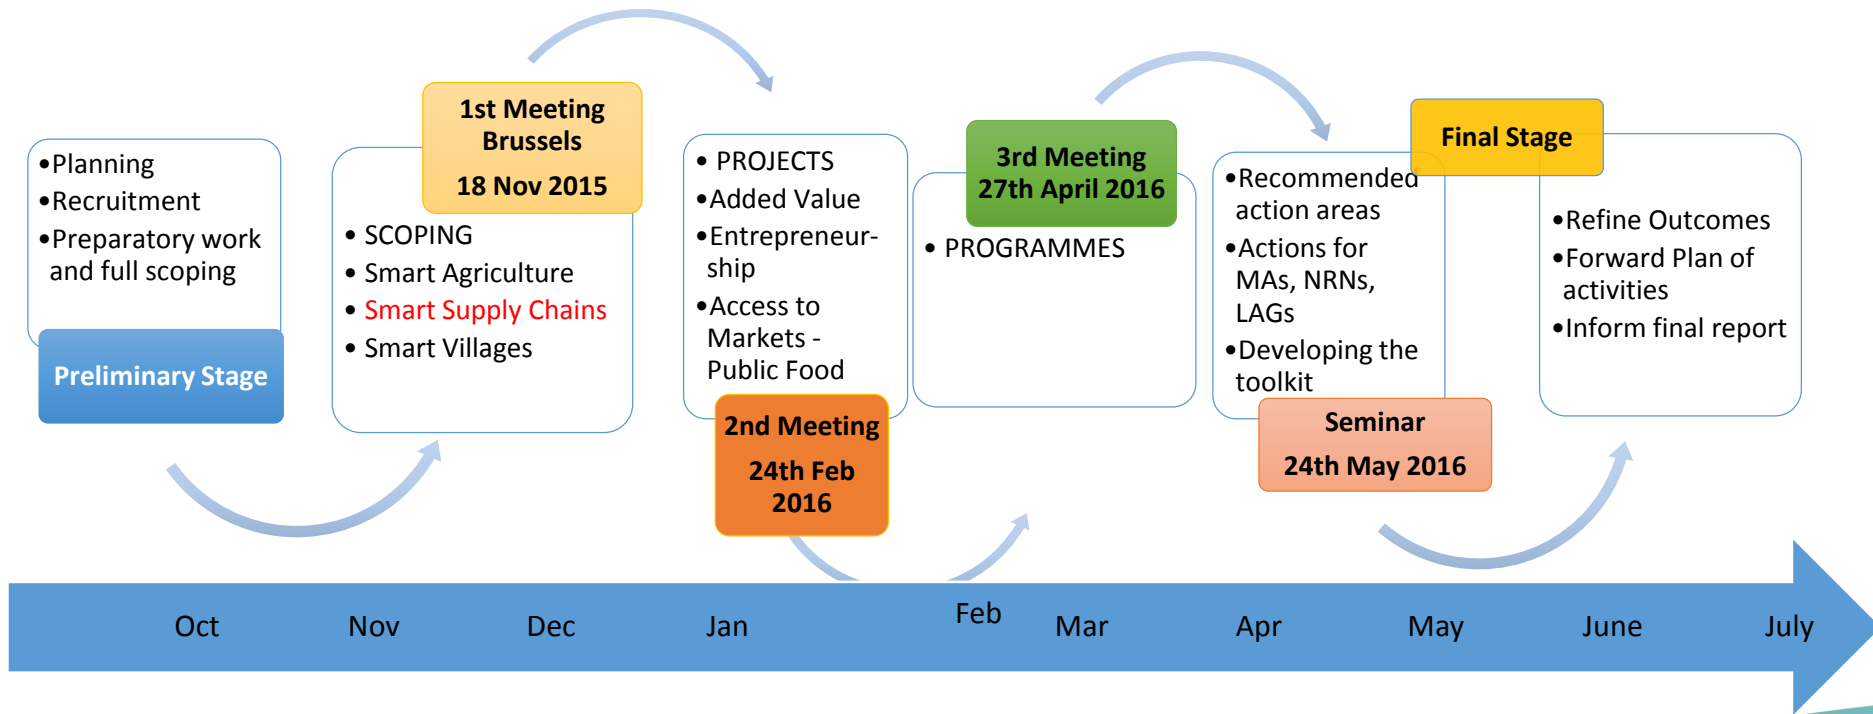 •Planning
•Recruitment
•Preparatory work
and full scoping
Preliminary Stage
1st Meeting
Brussels
18 Nov 2015
• SCOPING
• Smart Agriculture
• Smart Supply Chains
• Smart Villages
• PROJECTS
•Added Value
•Entrepreneur-
ship
•Access to
Markets -
Public Food
2nd Meeting
24th Feb
2016
3rd Meeting
27th April 2016
• PROGRAMMES
•Recommended
action areas
•Actions for
MAs, NRNs,
LAGs
•Developing the
toolkit
Seminar
24th May 2016
Final Stage
•Refine Outcomes
•Forward Plan of
activities
•Inform final report
Oct Nov Dec Jan Feb Mar Apr May June July